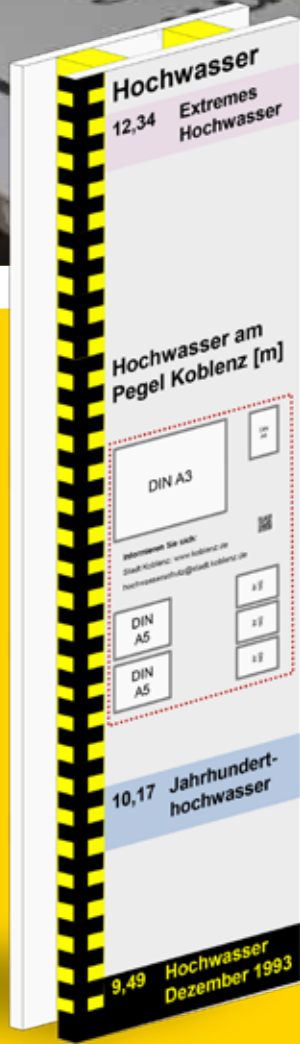 Hochwasser
12,34 Extremes
Hochwasser
Hochwasser am
Pegel Koblenz [m]
DIN A3
Informieren Sie sich:
Stadt Koblenz: www.koblenz.de
hochwasserschutz@stadt.koblenz.de
DIN
A5
DIN
A5
10,17 Jahrhundert-
hochwasser
9,49 Hochwasser
Dezember 1993